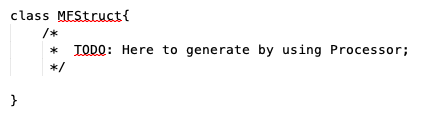 class MFStruct{
/*
* TODO: Here to generate by using Processor;
*/
}